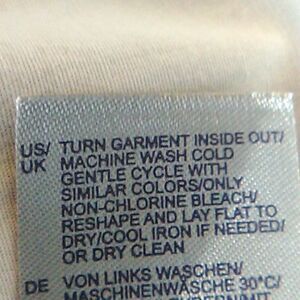 US/ TURN GARMENT INSIDE OUT/
UK MACHINE WASH COLD
GENTLE CYCLE WITH
SIMILAR COLORS/ONLY
NON-CHLORINE BLEACH/
RESHAPE AND LAY FLAT TO
DRY/COOL IRON IF NEEDED/
OR DRY CLEAN
DE VON LINKS WASCHEN/
MASCHINENWÄSCHE 30°C/